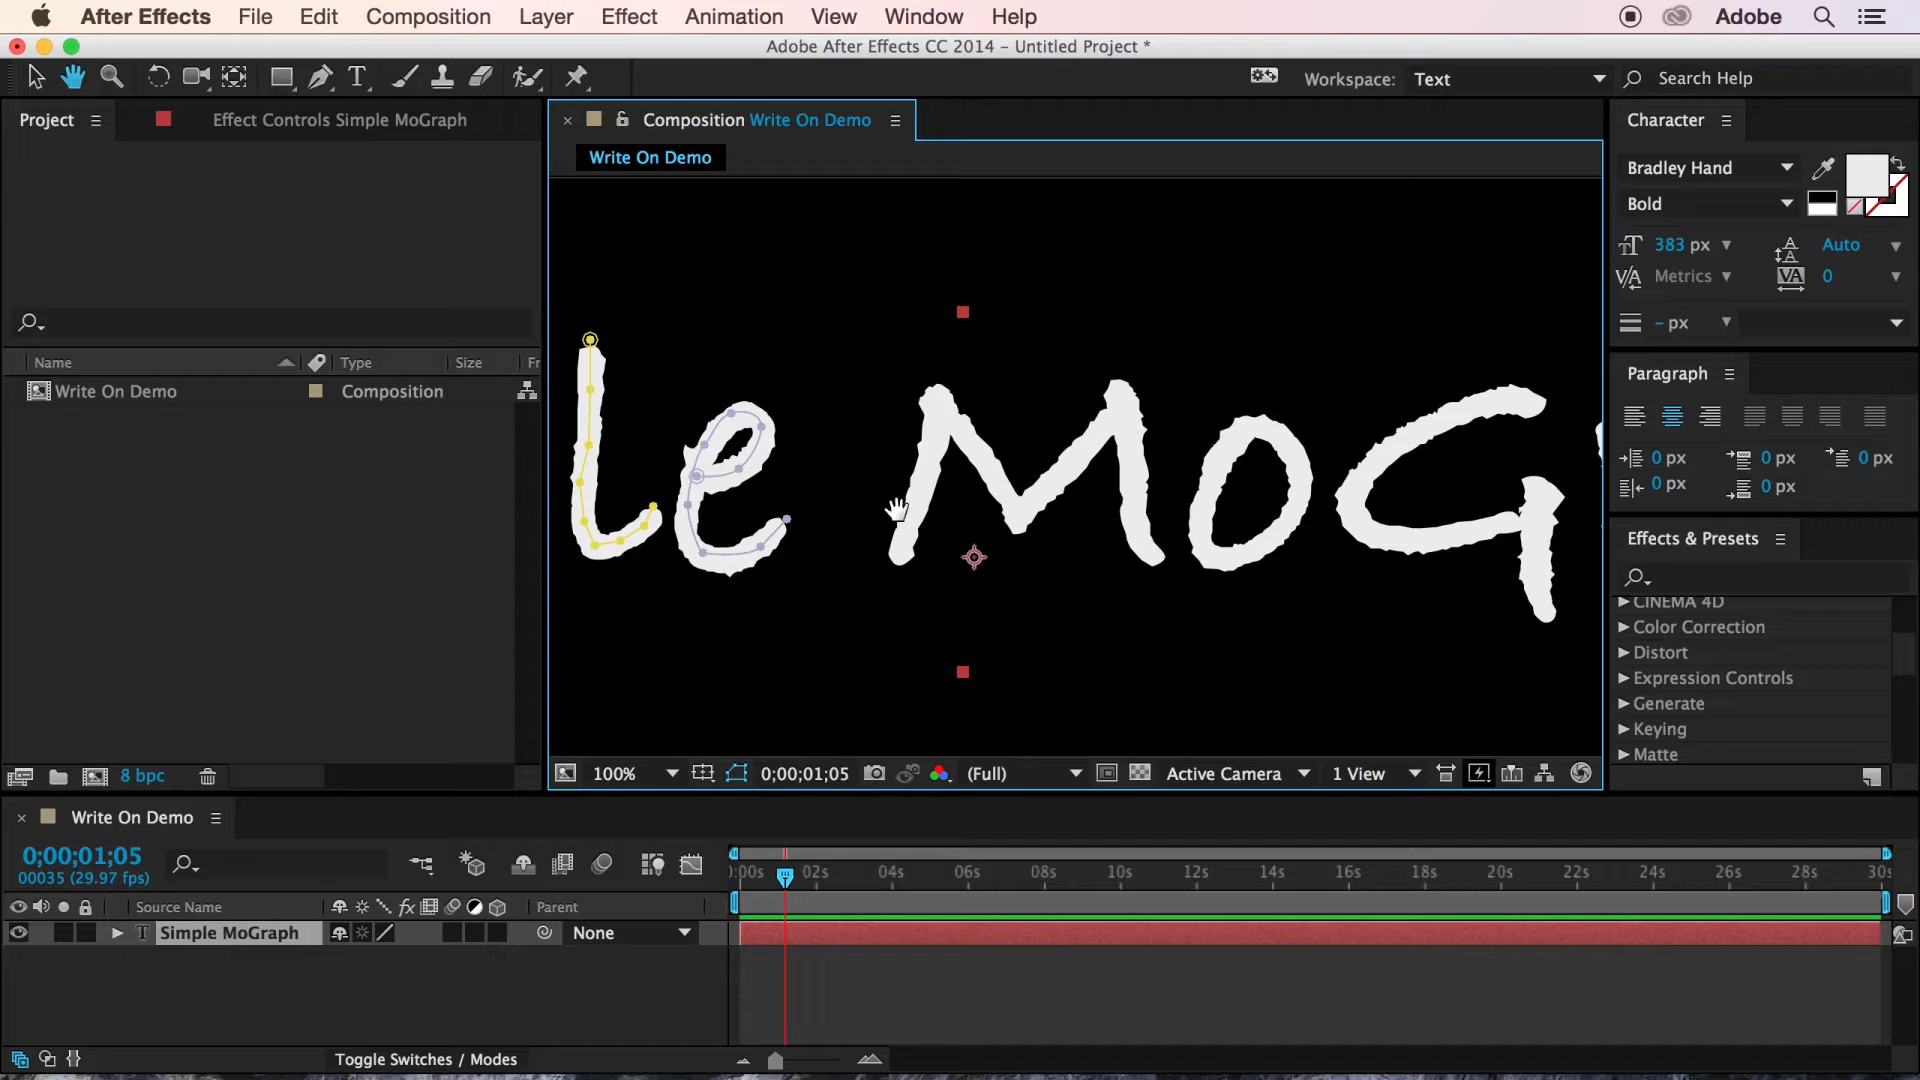 After Effects File Edit Composition Layer Effect Animation View Window Help Adobe
Adobe After Effects CC 2014 – Untitled Project *
Workspace: Text Search Help
Project Effect Controls Simple MoGraph
Composition Write On Demo
Write On Demo
Name Type Size Fr
Write On Demo Composition
8 bpc
le MoG
100% 0;00;01;05 (Full) Active Camera 1 View
Character
Bradley Hand
Bold
383 px Auto
Metrics 0
– px
Paragraph
0 px 0 px 0 px
0 px 0 px
Effects & Presets
CINEMA 4D
Color Correction
Distort
Expression Controls
Generate
Keying
Matte
Write On Demo
0;00;01;05
00035 (29.97 fps)
):00s 02s 04s 06s 08s 10s 12s 14s 16s 18s 20s 22s 24s 26s 28s 30s
Source Name fx Parent
T Simple MoGraph None
Toggle Switches / Modes